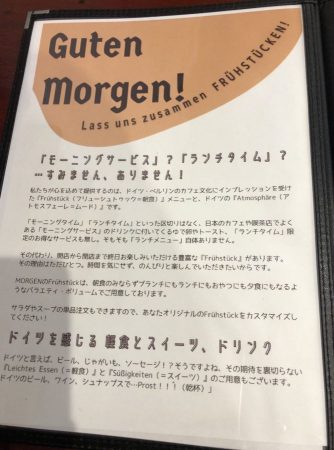 Guten
Morgen!
Lass uns zusammen FRÜHSTÜCKEN!
『モーニングサービス』？『ランチタイム』？
…すみません、ありません！
私たちが心を込めて提供するのは、ドイツ・ベルリンのカフェ文化にインプレッションを受け
た『Frühstück（フリューシュトゥック=朝食）』メニューと、ドイツの『Atmosphäre（ア
トモスフェーレ=ムード）』です。
「モーニングタイム」「ランチタイム」といった区切りはなく、日本のカフェや喫茶店でよく
ある「モーニングサービス」のドリンクに付いてくるゆで卵やトースト、「ランチタイム」限
定のお得なサービスも無し。そもそも「ランチメニュー」自体ありません。
その代わり、開店から閉店まで終日お楽しみいただける豊富な『Frühstück』があります。
その理由はただひとつ。時間を気にせず、のんびりと楽しんでいただきたいからです。
MORGENのFrühstückは、朝食のみならずブランチにもランチにもおやつにも夕食にもなるよ
うなバラエティ・ボリュームでご用意しております。
サラダやスープの単品注文もできますので、あなたオリジナルのFrühstückをカスタマイズし
てください！
ドイツを感じる 朝食とスイーツ、ドリンク
ドイツと言えば、ビール、じゃがいも、ソーセージ！？そうですよね、その期待を裏切らない
『Leichtes Essen（＝軽食）』と『Süßigkeiten（＝スイーツ）』のご用意もございます。
ドイツのビール、ワイン、シュナップスで…Prost！！！（乾杯）」